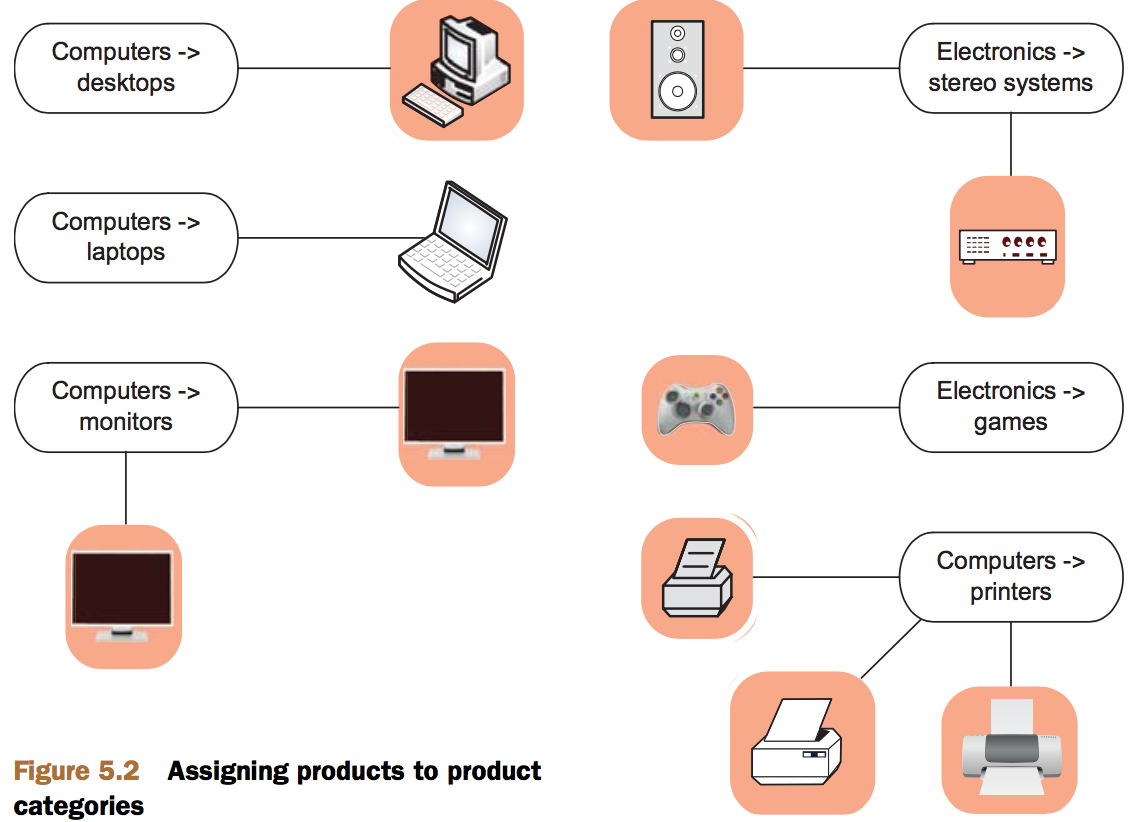 Computers ->
desktops
Electronics ->
stereo systems
Computers ->
laptops
Computers ->
monitors
Electronics ->
games
Computers ->
printers
Figure 5.2 Assigning products to product
categories